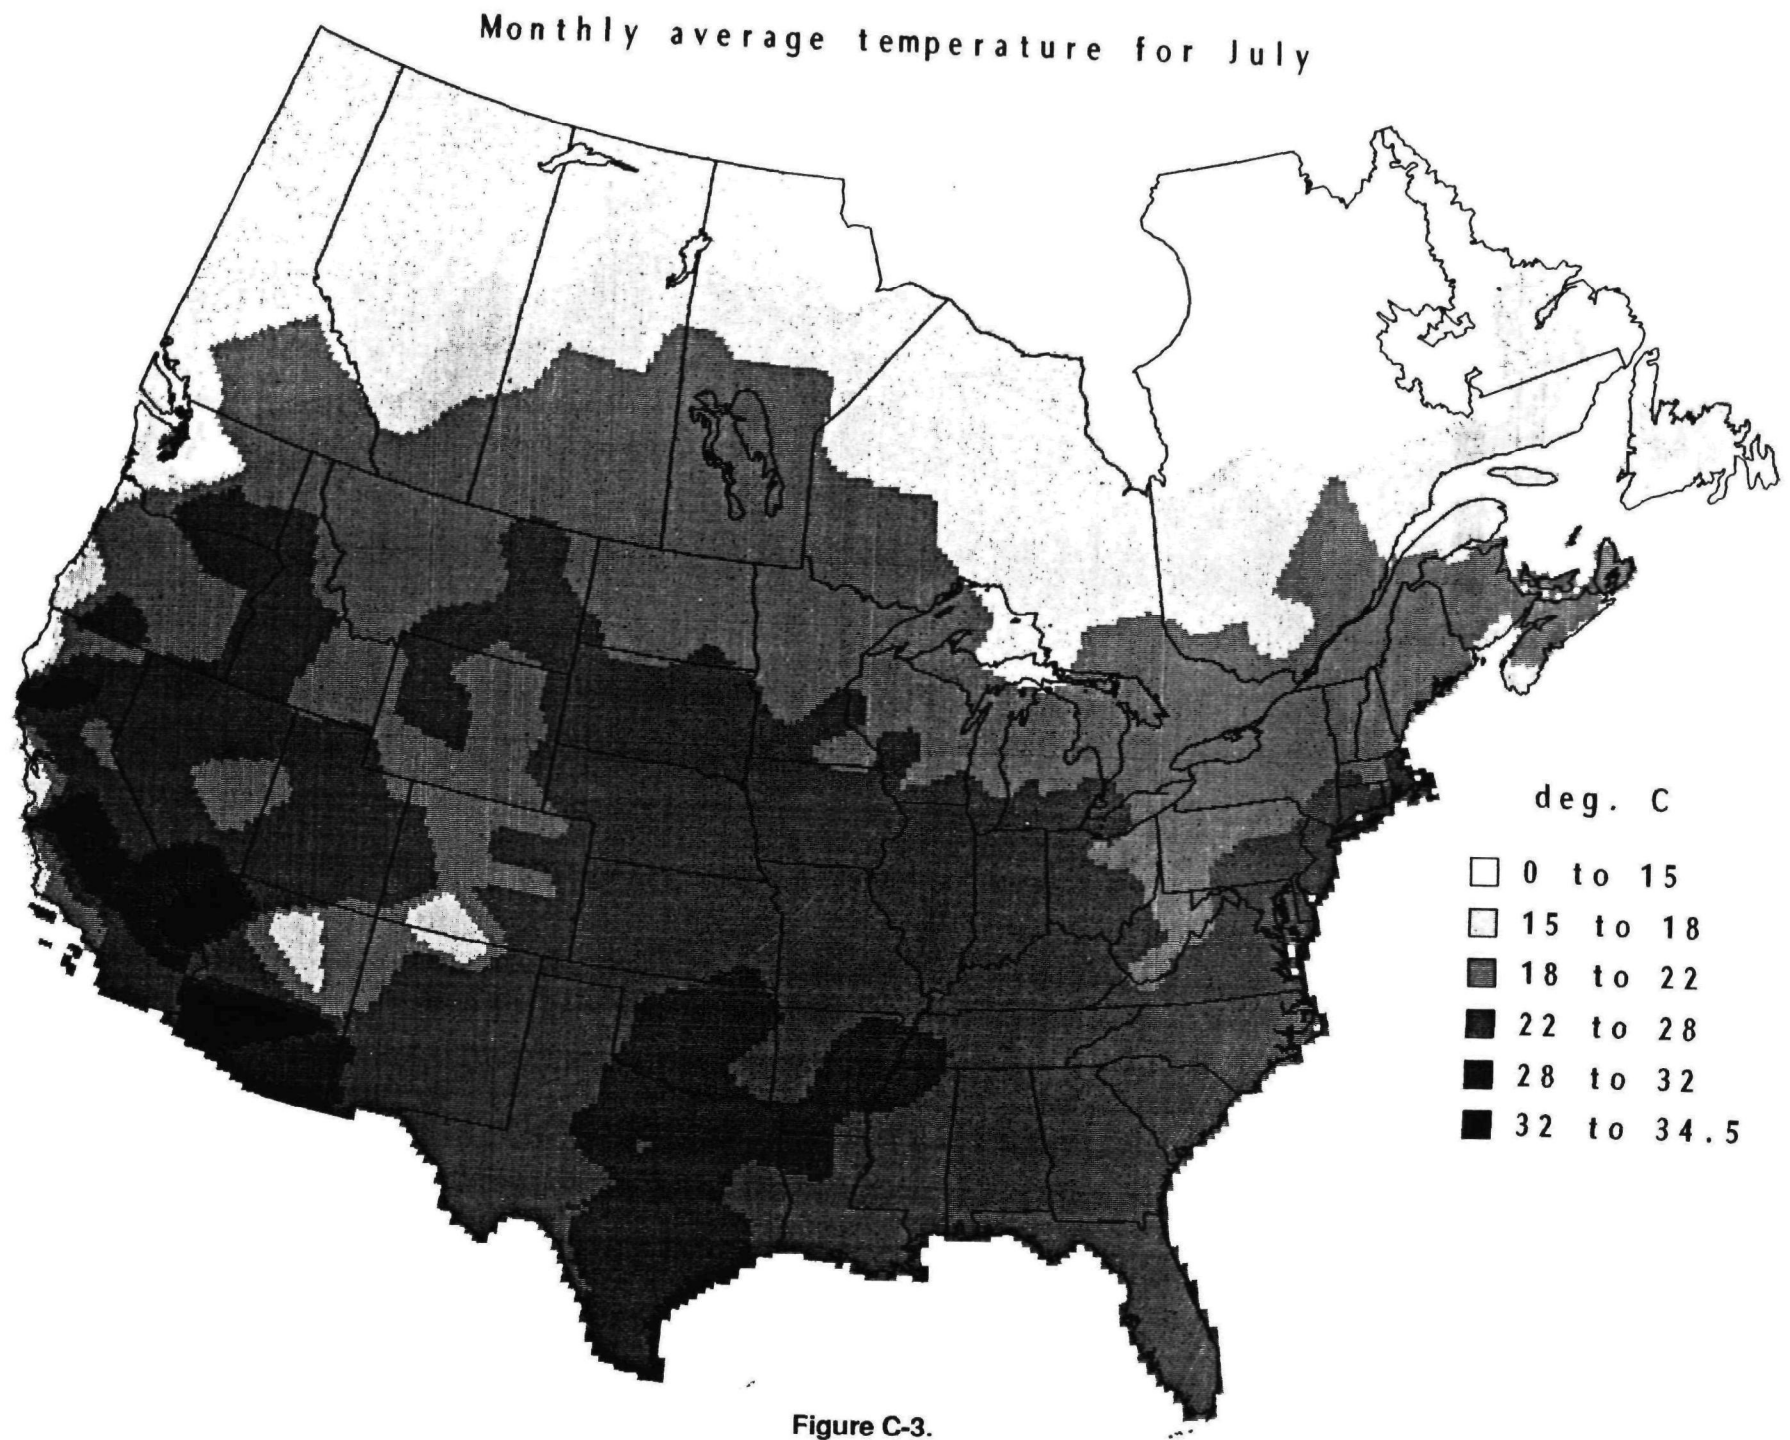 Monthly average temperature for July
deg. C
0 to 15
15 to 18
18 to 22
22 to 28
28 to 32
32 to 34.5
Figure C-3.